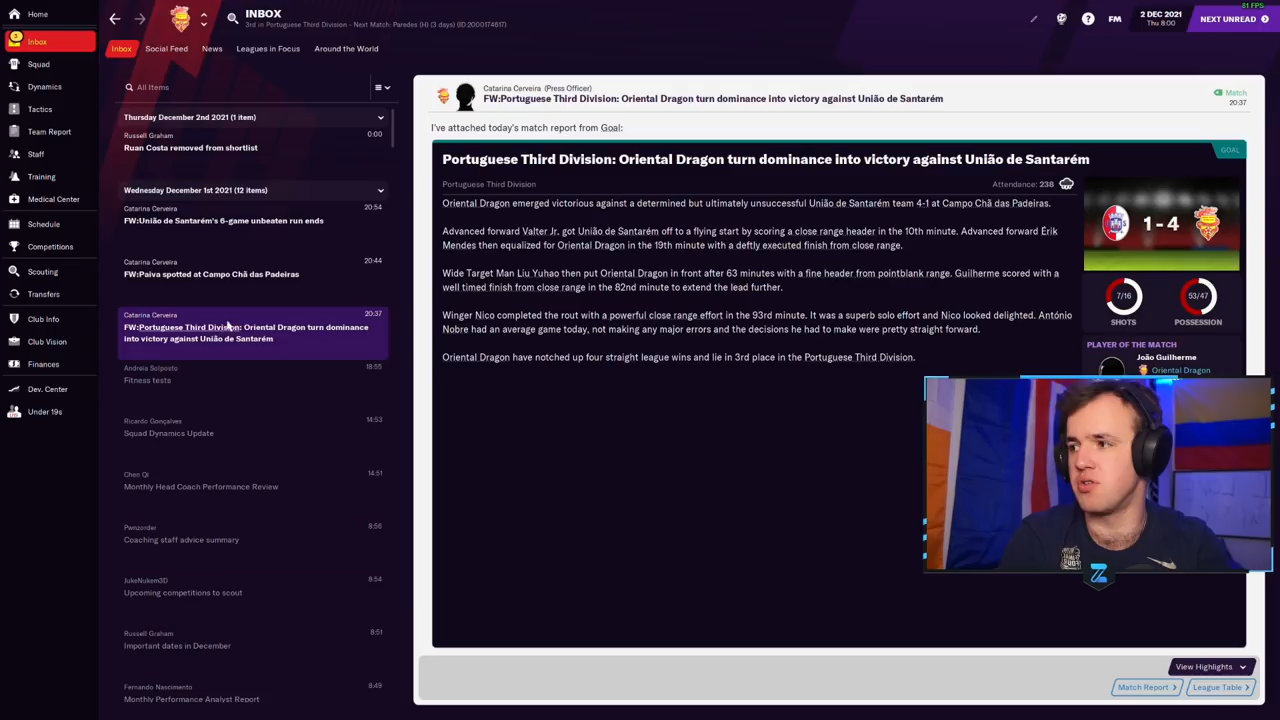 81 FPS
Home
Inbox
3
Squad
Dynamics
Tactics
Team Report
Staff
Training
Medical Center
Schedule
Competitions
Scouting
Transfers
Club Info
Club Vision
Finances
Dev. Center
Under 19s
INBOX
3rd in Portuguese Third Division - Next Match: Paredes (H) (3 days) (ID:2000174617)
FM
2 DEC 2021
Thu 8:00
NEXT UNREAD
Inbox
Social Feed
News
Leagues in Focus
Around the World
All Items
Thursday December 2nd 2021 (1 item)
Russell Graham
0:00
Ruan Costa removed from shortlist
Wednesday December 1st 2021 (12 items)
Catarina Cerveira
20:54
FW:União de Santarém's 6-game unbeaten run ends
Catarina Cerveira
20:44
FW:Paiva spotted at Campo Chã das Padeiras
Catarina Cerveira
20:37
FW:Portuguese Third Division: Oriental Dragon turn dominance
into victory against União de Santarém
Andreia Solposto
18:55
Fitness tests
Ricardo Gonçalves
14:53
Squad Dynamics Update
Chen Qi
14:51
Monthly Head Coach Performance Review
Pwnzorder
8:56
Coaching staff advice summary
JukeNukem3D
8:54
Upcoming competitions to scout
Russell Graham
8:51
Important dates in December
Fernando Nascimento
8:49
Monthly Performance Analyst Report
Catarina Cerveira (Press Officer)
FW:Portuguese Third Division: Oriental Dragon turn dominance into victory against União de Santarém
Match
20:37
I've attached today's match report from Goal:
GOAL
Portuguese Third Division: Oriental Dragon turn dominance into victory against União de Santarém
Portuguese Third Division
Attendance: 238
Oriental Dragon emerged victorious against a determined but ultimately unsuccessful União de Santarém team 4-1 at Campo Chã das Padeiras.
Advanced forward Valter Jr. got União de Santarém off to a flying start by scoring a close range header in the 10th minute. Advanced forward Érik
Mendes then equalized for Oriental Dragon in the 19th minute with a deftly executed finish from close range.
Wide Target Man Liu Yuhao then put Oriental Dragon in front after 63 minutes with a fine header from pointblank range. Guilherme scored with a
well timed finish from close range in the 82nd minute to extend the lead further.
Winger Nico completed the rout with a powerful close range effort in the 93rd minute. It was a superb solo effort and Nico looked delighted. António
Nobre had an average game today, not making any major errors and the decisions he had to make were pretty straight forward.
Oriental Dragon have notched up four straight league wins and lie in 3rd place in the Portuguese Third Division.
1 - 4
7/16
SHOTS
53/47
POSSESSION
PLAYER OF THE MATCH
João Guilherme
Oriental Dragon
View Highlights
Match Report
League Table